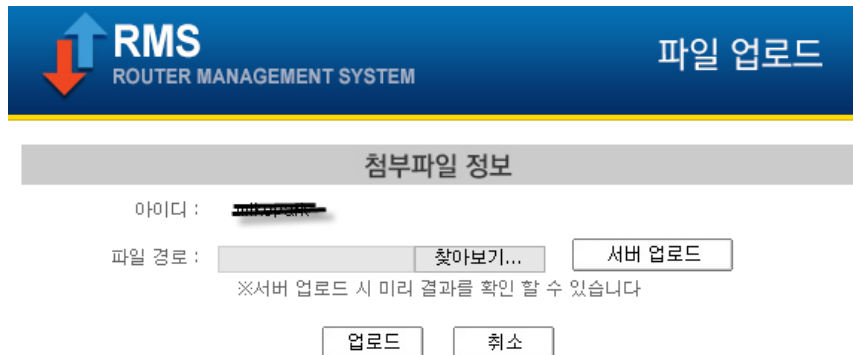 RMS
ROUTER MANAGEMENT SYSTEM
파일 업로드
첨부파일 정보
아이디 :
파일 경로 : 찾아보기... 서버 업로드
※서버 업로드 시 미리 결과를 확인 할 수 있습니다
업로드 취소